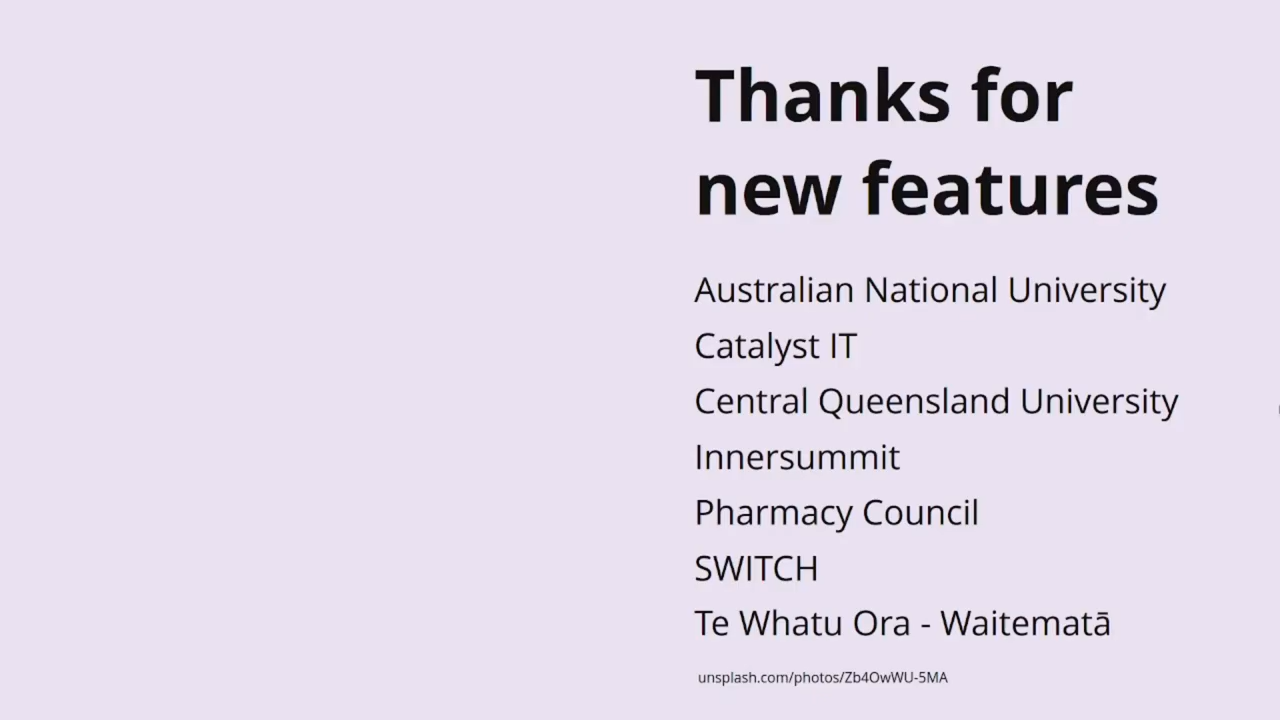 Thanks for
new features
Australian National University
Catalyst IT
Central Queensland University
Innersummit
Pharmacy Council
SWITCH
Te Whatu Ora - Waitematā
unsplash.com/photos/Zb4OwWU-5MA